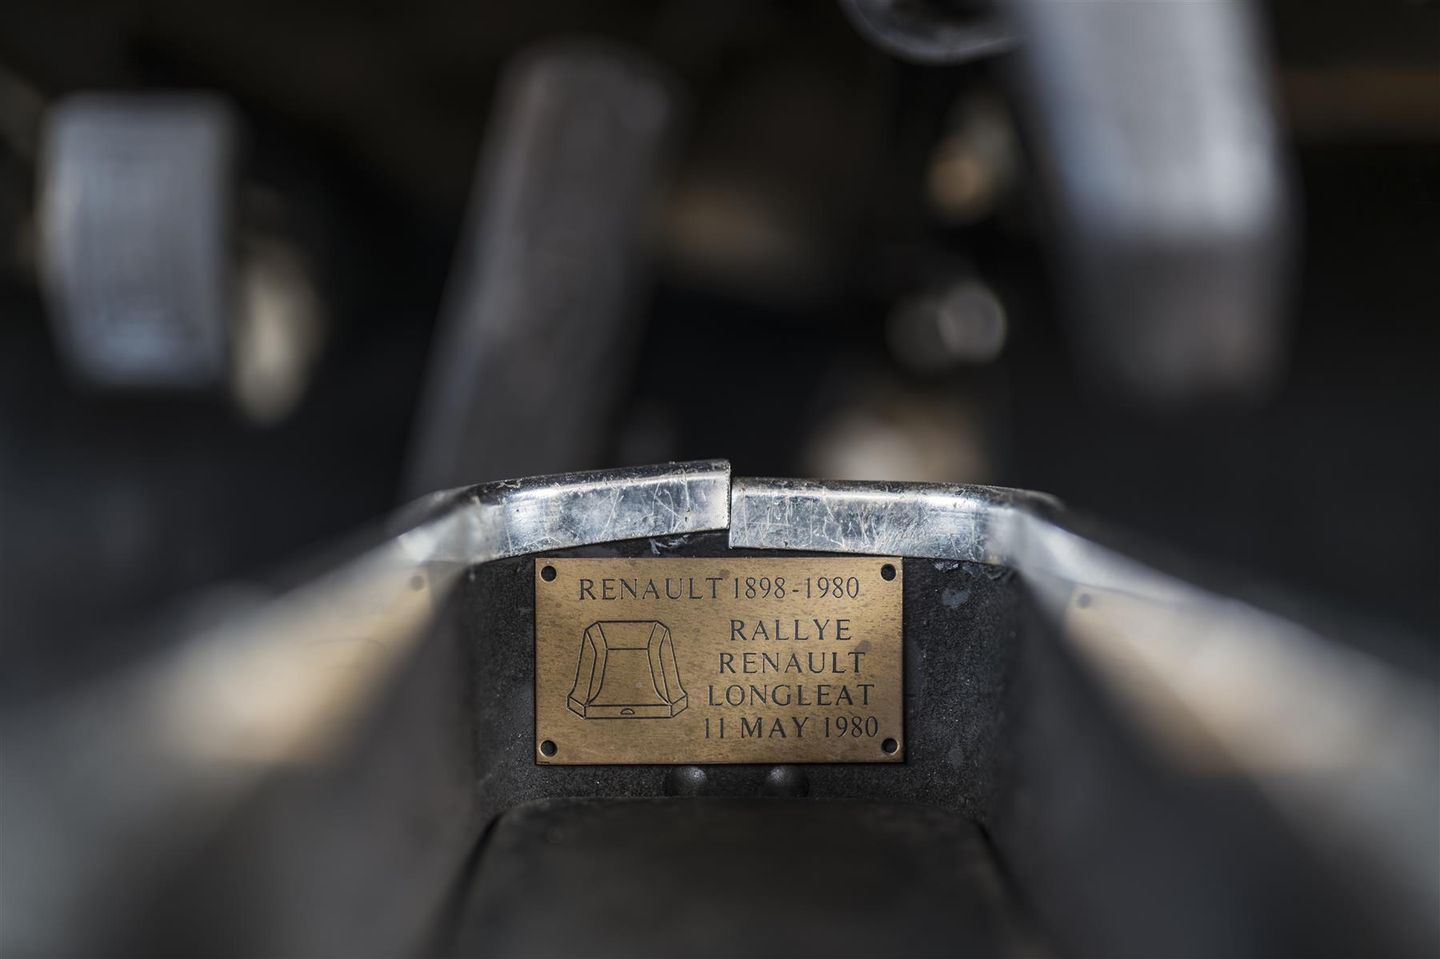 RENAULT 1898-1980
RALLYE
RENAULT
LONGLEAT
11 MAY 1980